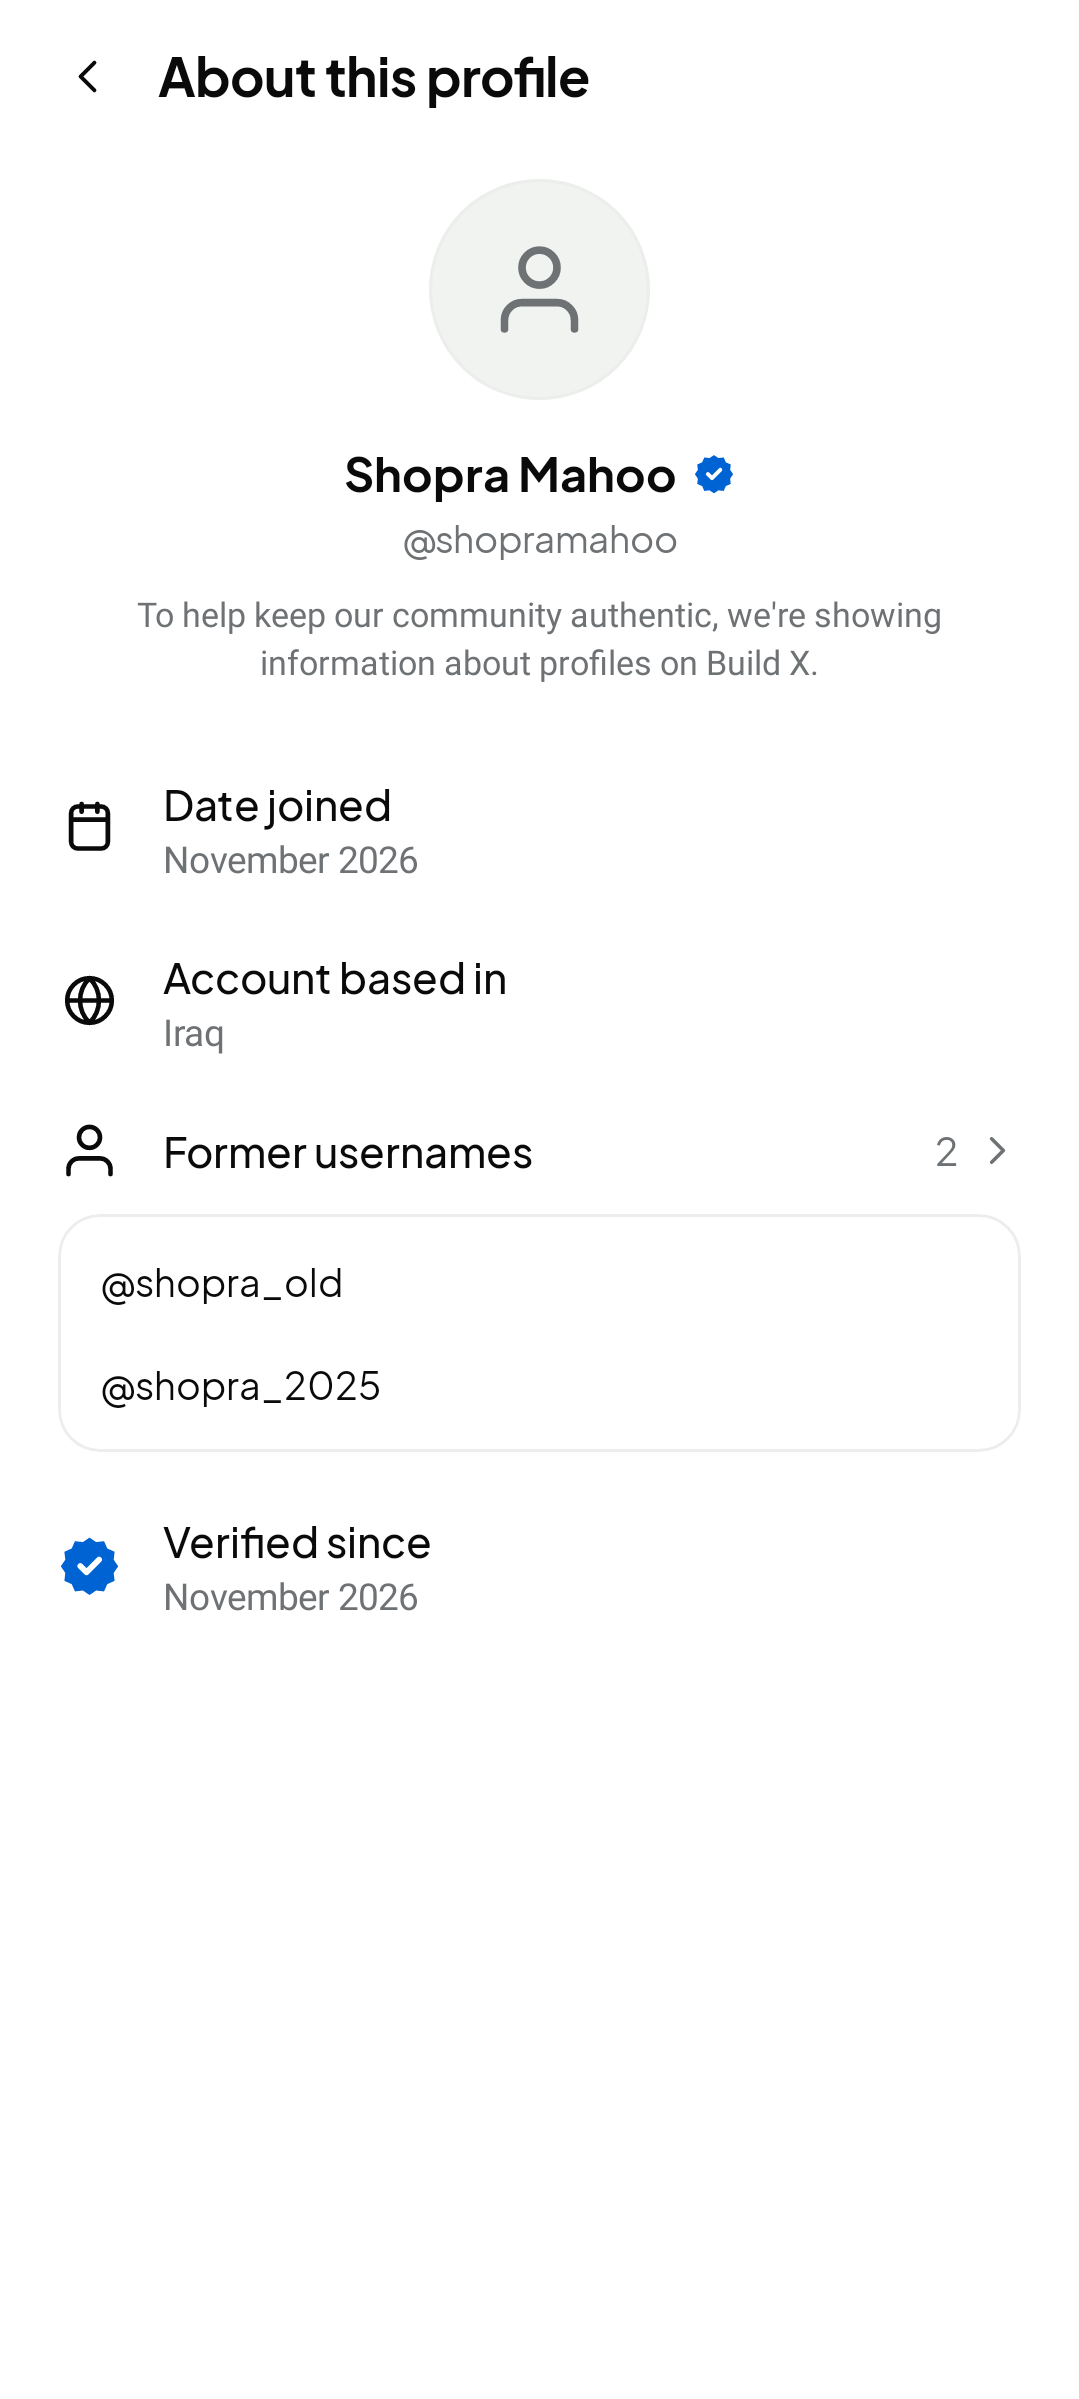 About this profile
Shopra Mahoo
@shopramahoo
To help keep our community authentic, we're showing
information about profiles on Build X.
Date joined
November 2026
Account based in
Iraq
Former usernames 2
@shopra_old
@shopra_2025
Verified since
November 2026